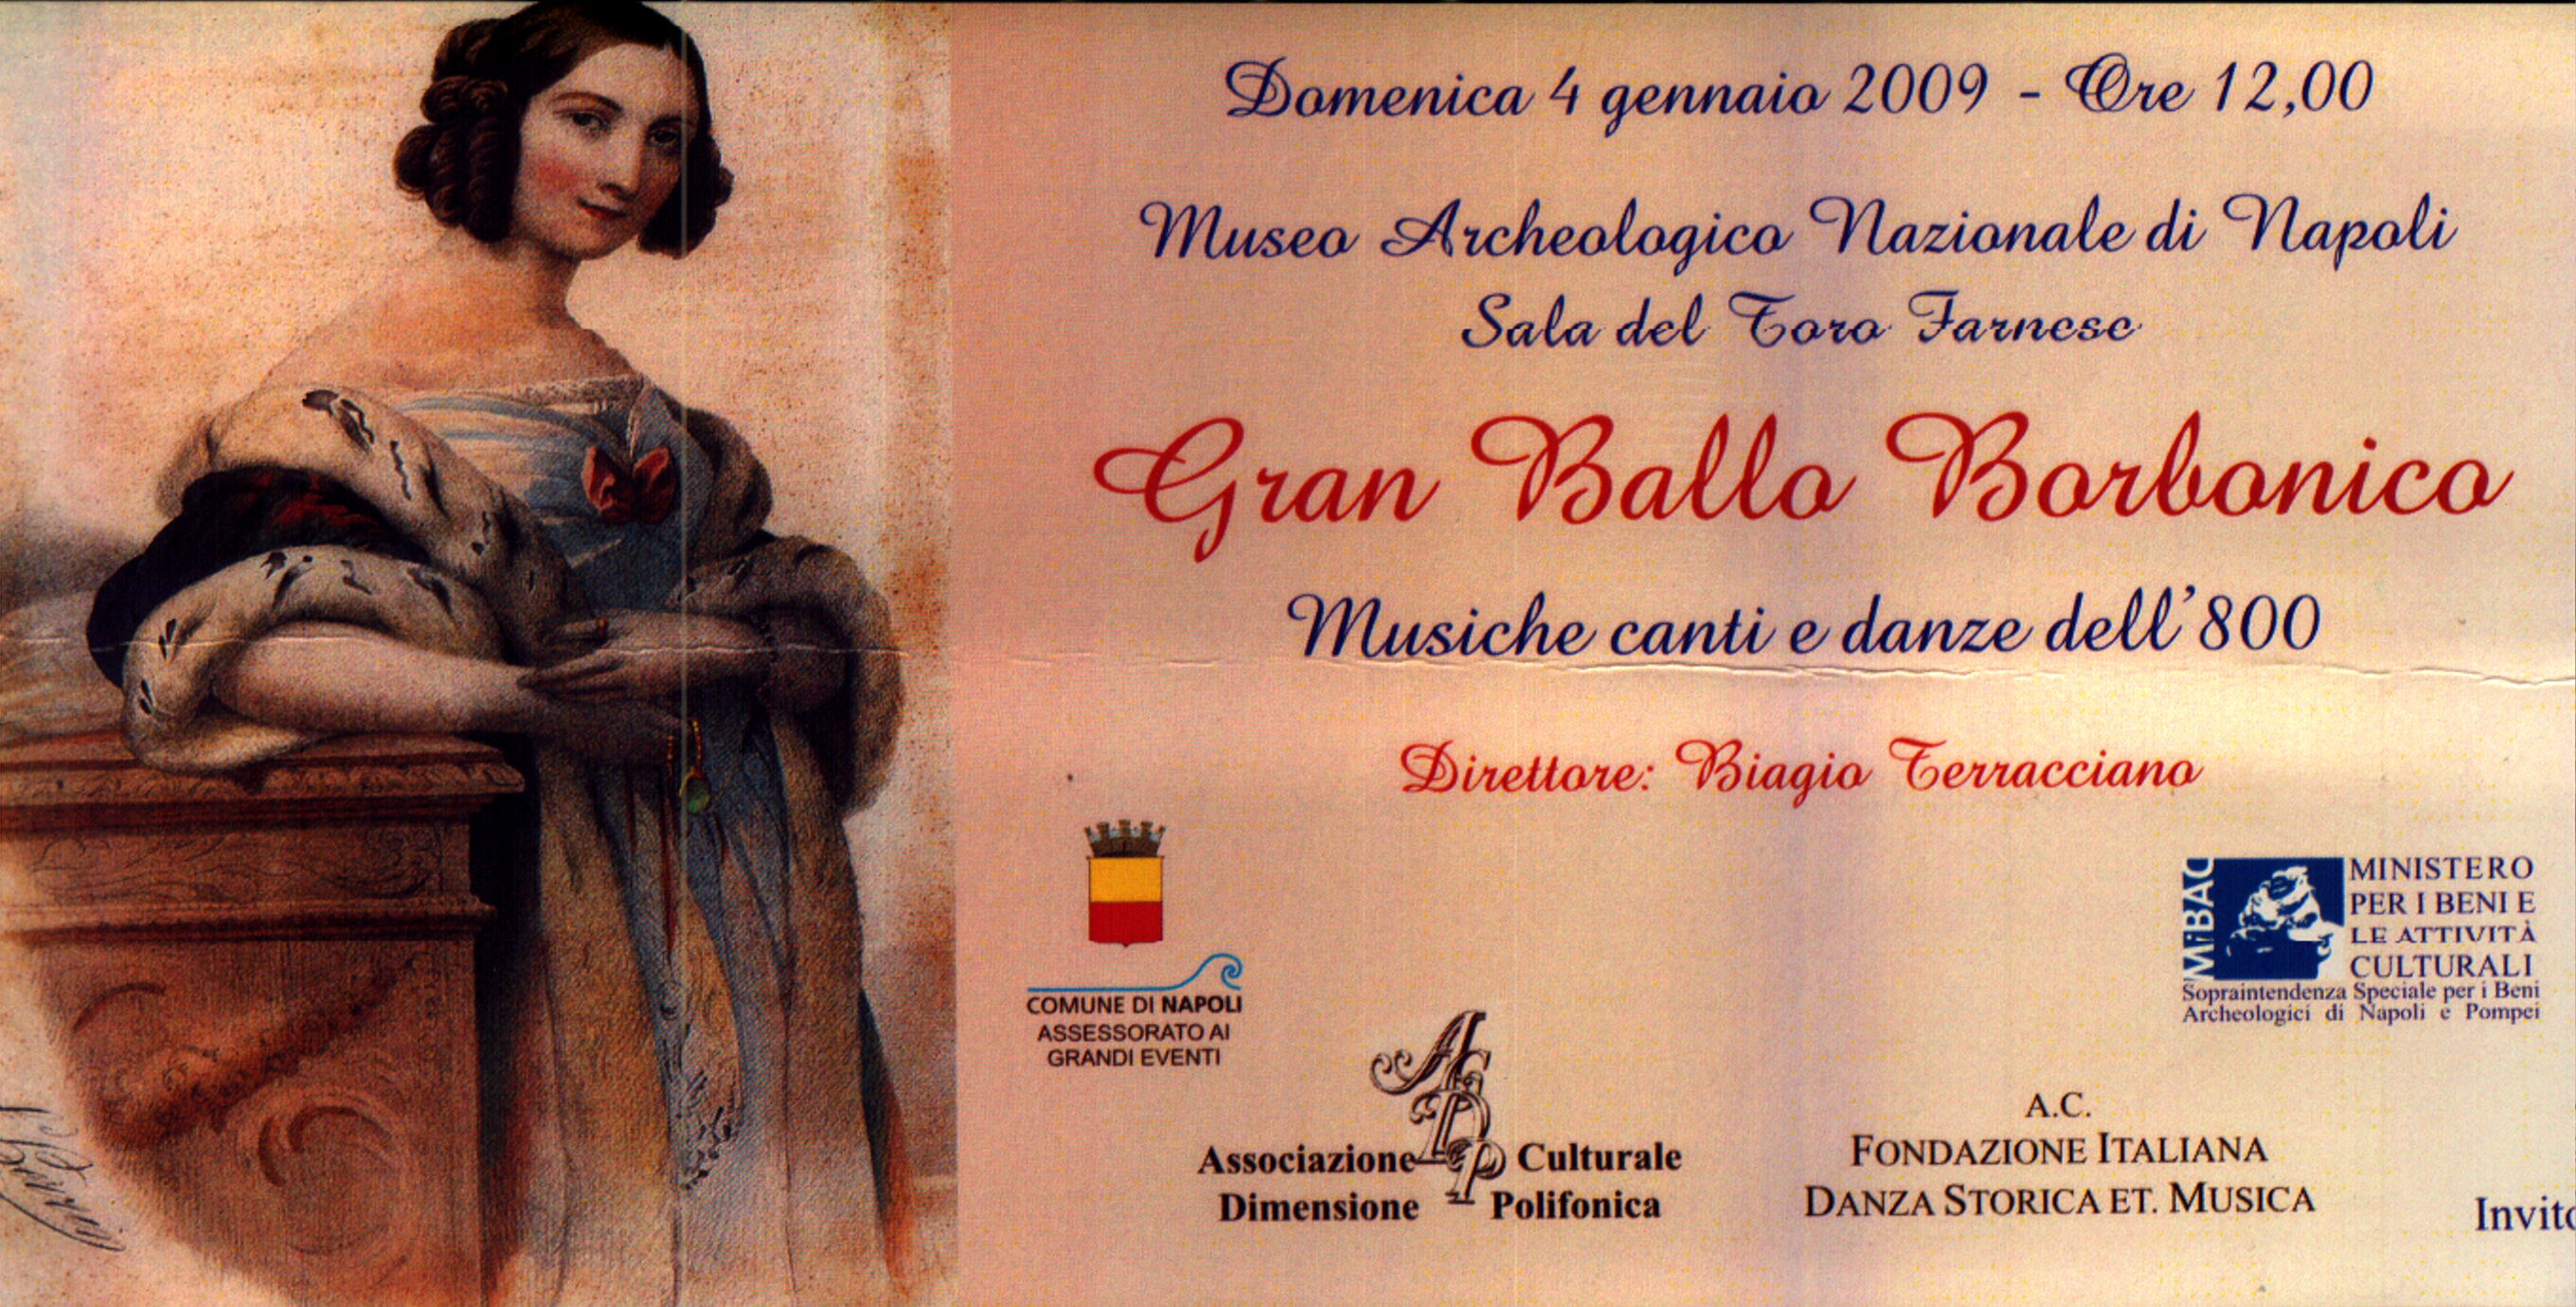 Domenica 4 gennaio 2009 - Ore 12,00
Museo Archeologico Nazionale di Napoli
Sala del Toro Farnese
Gran Ballo Borbonico
Musiche canti e danze dell'800
Direttore: Biagio Terracciano
COMUNE DI NAPOLI
ASSESSORATO AI
GRANDI EVENTI
MiBAC
MINISTERO
PER I BENI E
LE ATTIVITÀ
CULTURALI
Sopraintendenza Speciale per i Beni
Archeologici di Napoli e Pompei
ADP
Associazione Culturale
Dimensione Polifonica
A.C.
FONDAZIONE ITALIANA
DANZA STORICA ET. MUSICA
Invito